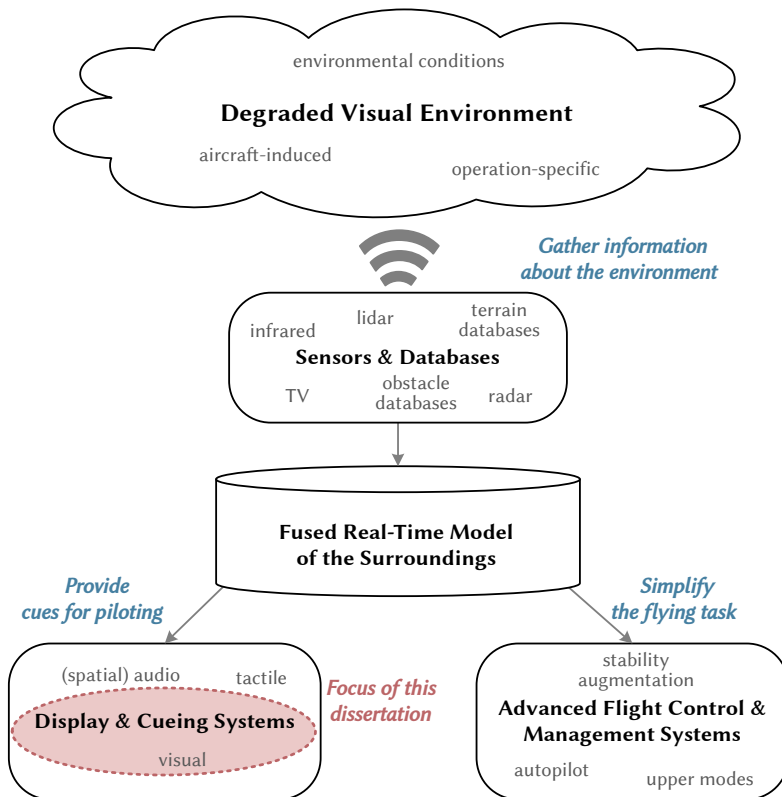 environmental conditions
Degraded Visual Environment
aircraft-induced
operation-specific
Gather information
about the environment
infrared
lidar
terrain
databases
Sensors & Databases
TV
obstacle
databases
radar
Fused Real-Time Model
of the Surroundings
Provide
cues for piloting
Simplify
the flying task
(spatial) audio
tactile
Display & Cueing Systems
visual
Focus of this
dissertation
stability
augmentation
Advanced Flight Control &
Management Systems
autopilot
upper modes